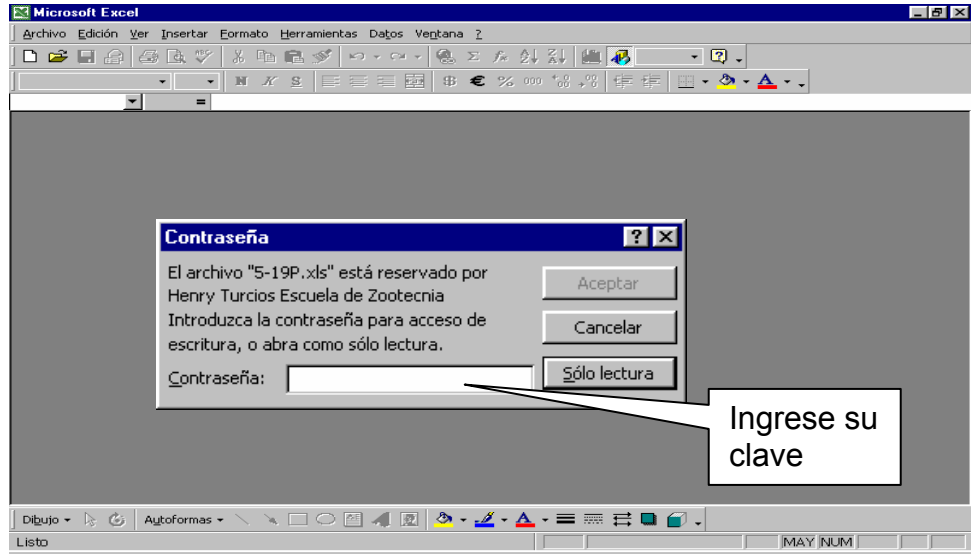 Microsoft Excel
Archivo Edición Ver Insertar Formato Herramientas Datos Ventana ?
N K S € % 000
=
Contraseña
El archivo "5-19P.xls" está reservado por
Henry Turcios Escuela de Zootecnia
Introduzca la contraseña para acceso de
escritura, o abra como sólo lectura.
Contraseña:
Aceptar
Cancelar
Sólo lectura
Ingrese su
clave
Dibujo Autoformas
Listo MAY NUM